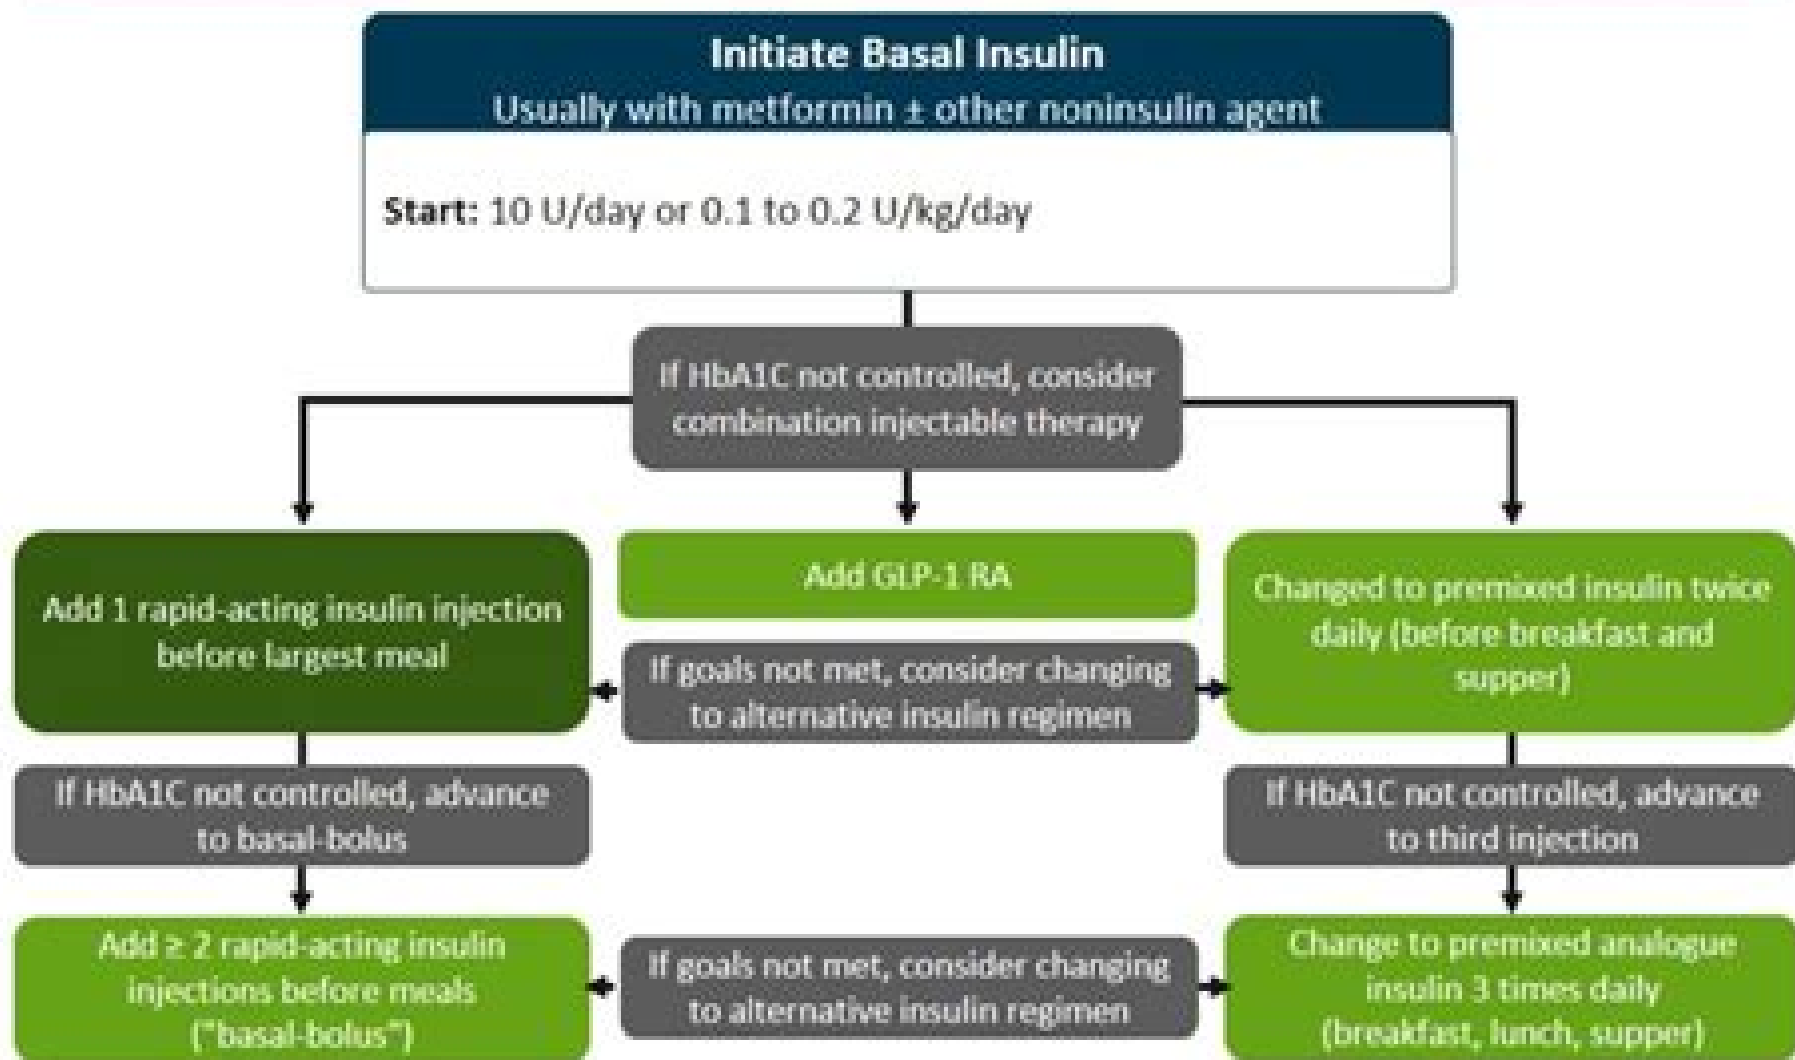 Initiate Basal Insulin
Usually with metformin ± other noninsulin agent
Start: 10 U/day or 0.1 to 0.2 U/kg/day
If HbA1C not controlled, consider
combination injectable therapy
Add 1 rapid-acting insulin injection
before largest meal
Add GLP-1 RA
If goals not met, consider changing
to alternative insulin regimen
Changed to premixed insulin twice
daily (before breakfast and
supper)
If HbA1C not controlled, advance
to basal-bolus
If HbA1C not controlled, advance
to third injection
Add ≥ 2 rapid-acting insulin
injections before meals
("basal-bolus")
If goals not met, consider changing
to alternative insulin regimen
Change to premixed analogue
insulin 3 times daily
(breakfast, lunch, supper)